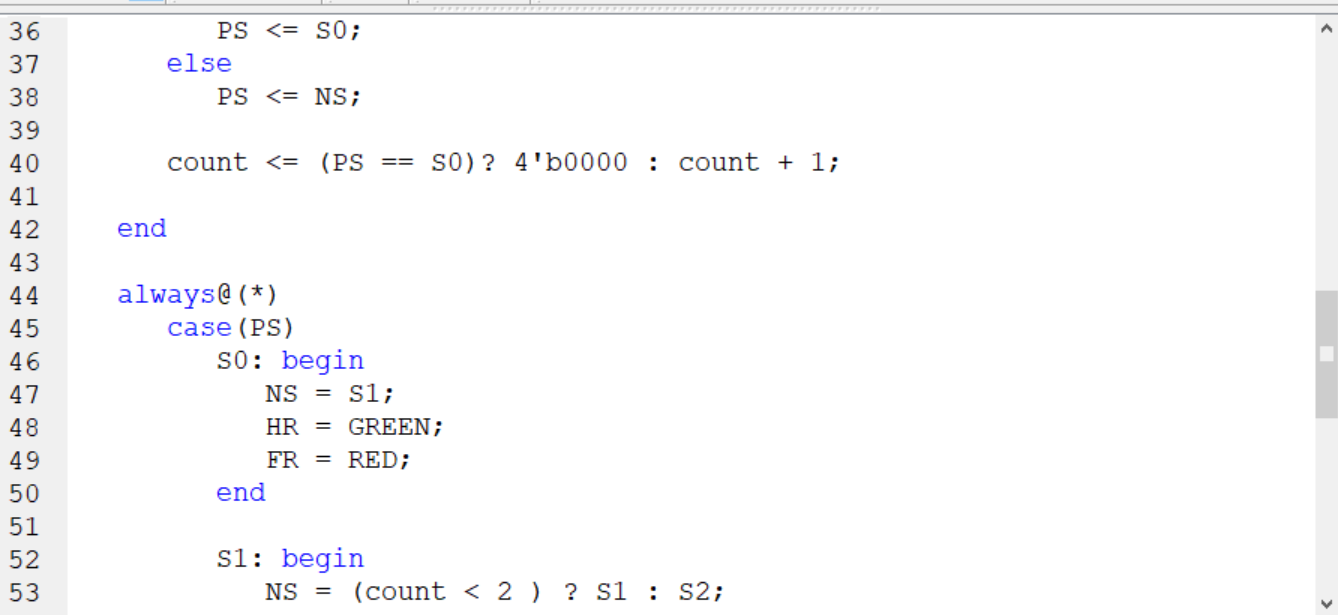 36 PS <= S0;
37 else
38 PS <= NS;
39
40 count <= (PS == S0)? 4'b0000 : count + 1;
41
42 end
43
44 always@(*)
45 case(PS)
46 S0: begin
47 NS = S1;
48 HR = GREEN;
49 FR = RED;
50 end
51
52 S1: begin
53 NS = (count < 2 ) ? S1 : S2;